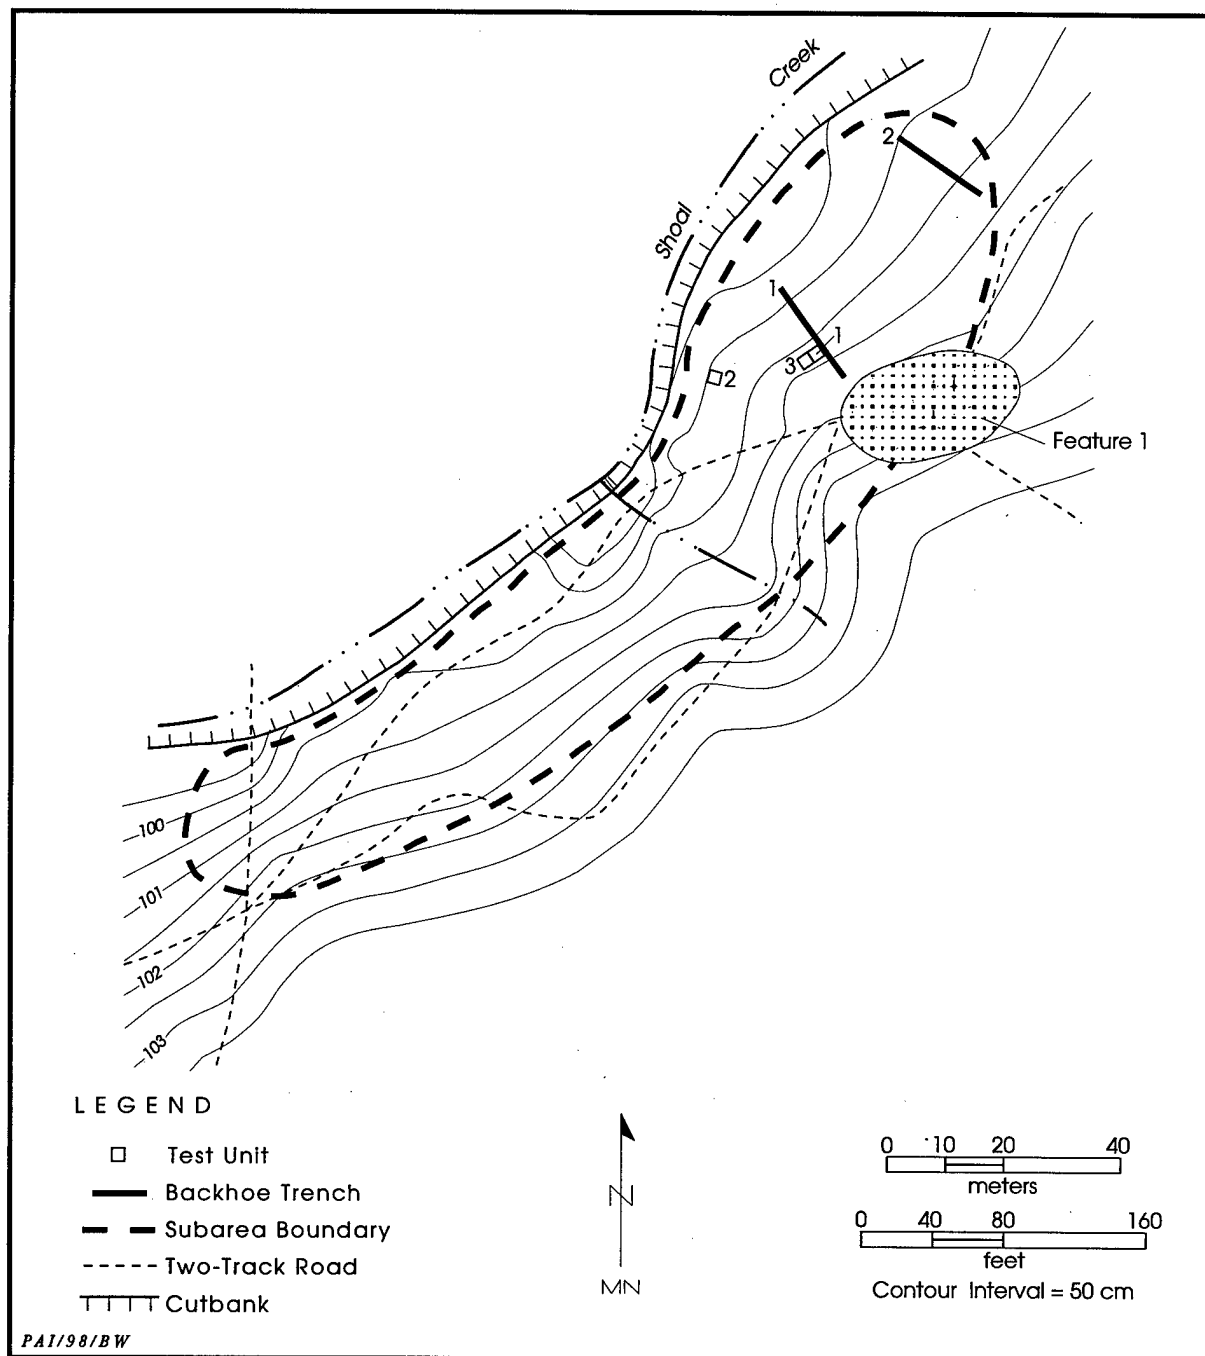 Creek
Shoal
2
1
1
3
2
Feature 1
100
101
102
103
LEGEND
Test Unit
Backhoe Trench
Subarea Boundary
Two-Track Road
Cutbank
N
MN
0 10 20 40
meters
0 40 80 160
feet
Contour Interval = 50 cm
PAI/98/BW